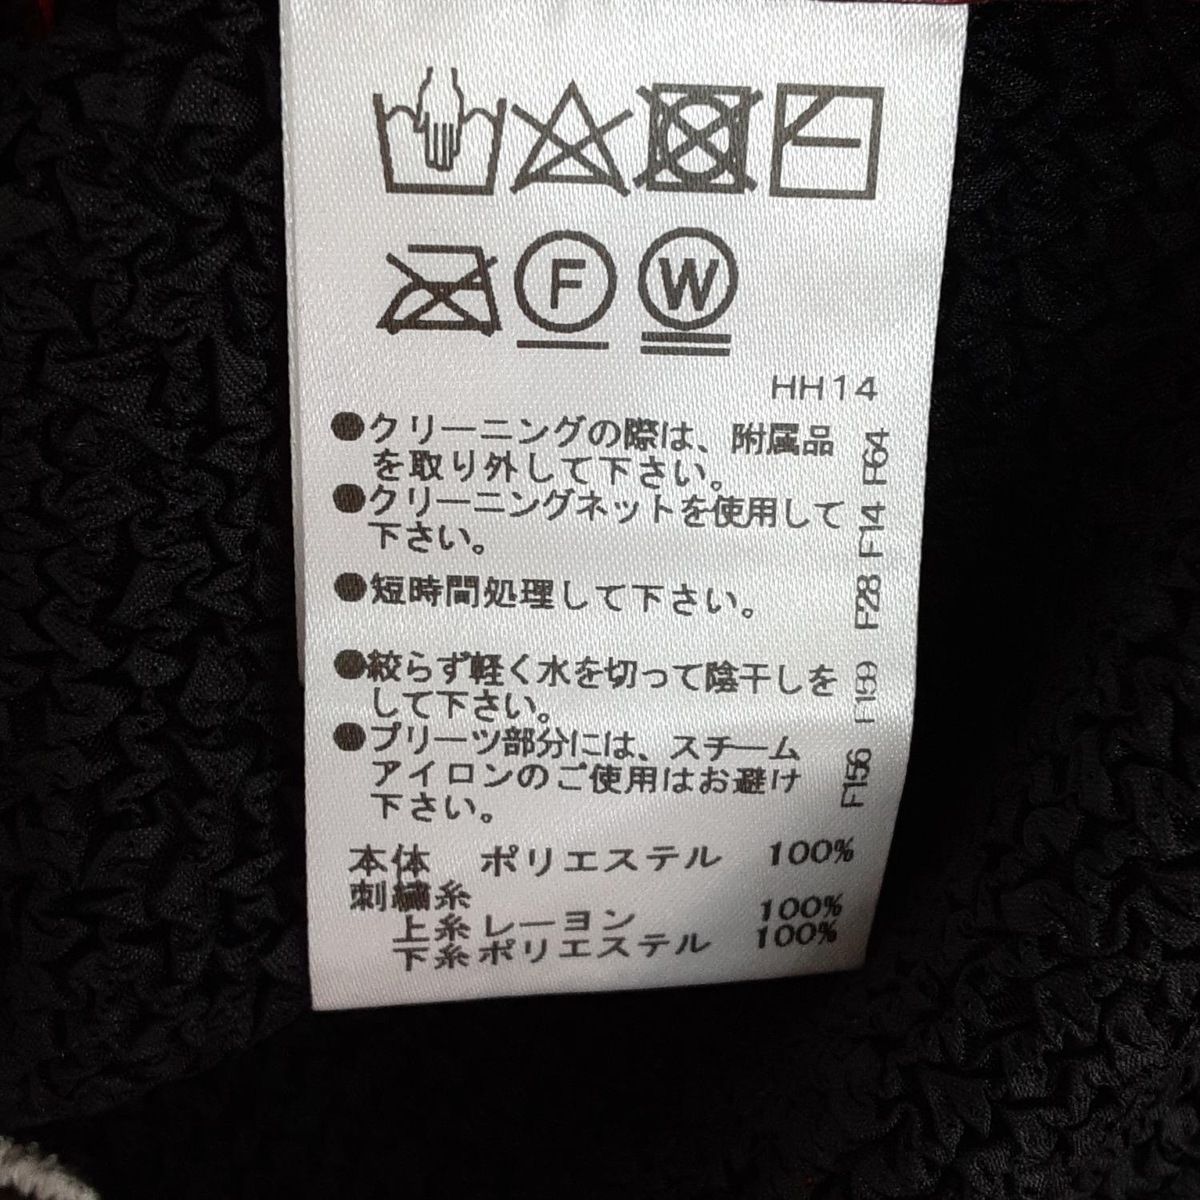 F
W
HH14
●クリーニングの際は、附属品
を取り外して下さい。
●クリーニングネットを使用して
下さい。
●短時間処理して下さい。
●絞らず軽く水を切って陰干しを
して下さい。
●プリーツ部分には、スチーム
アイロンのご使用はお避け
下さい。
本体 ポリエステル 100%
刺繍糸
上糸レーヨン 100%
下糸ポリエステル 100%
F156 F159 F28 F14 F64